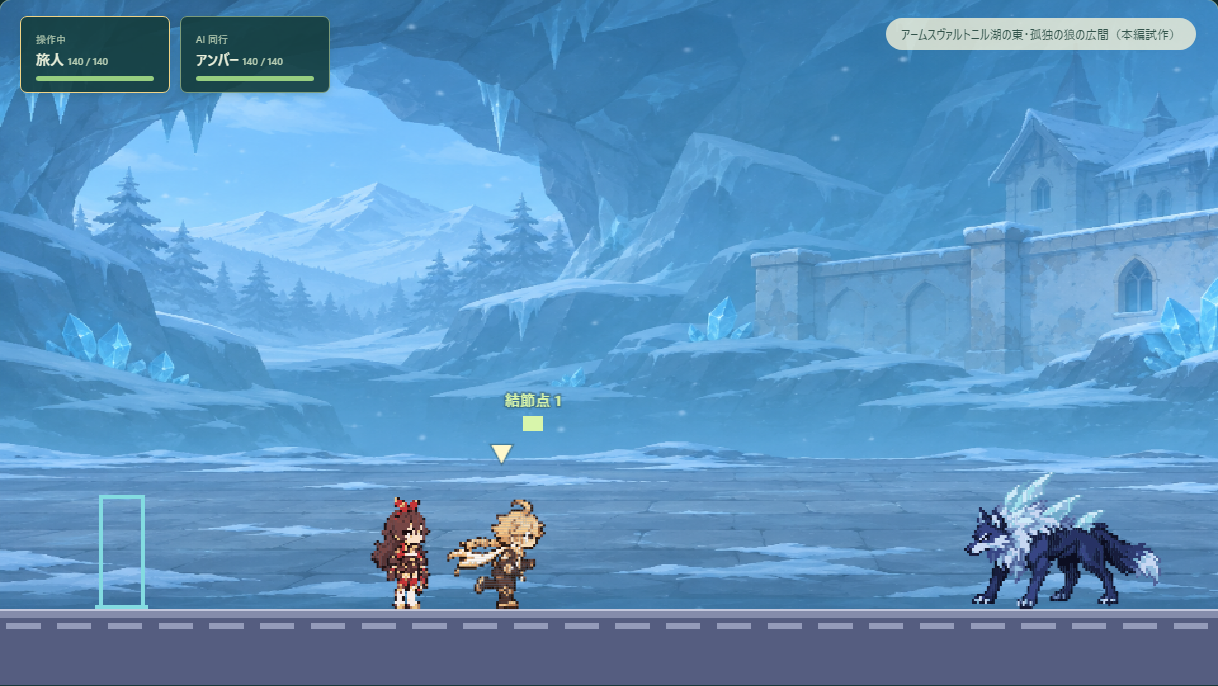 操作中
旅人 140 / 140
AI 同行
アンバー 140 / 140
アームスヴァルトニル湖の東・孤独の狼の広間（本編試作）
結節点 1